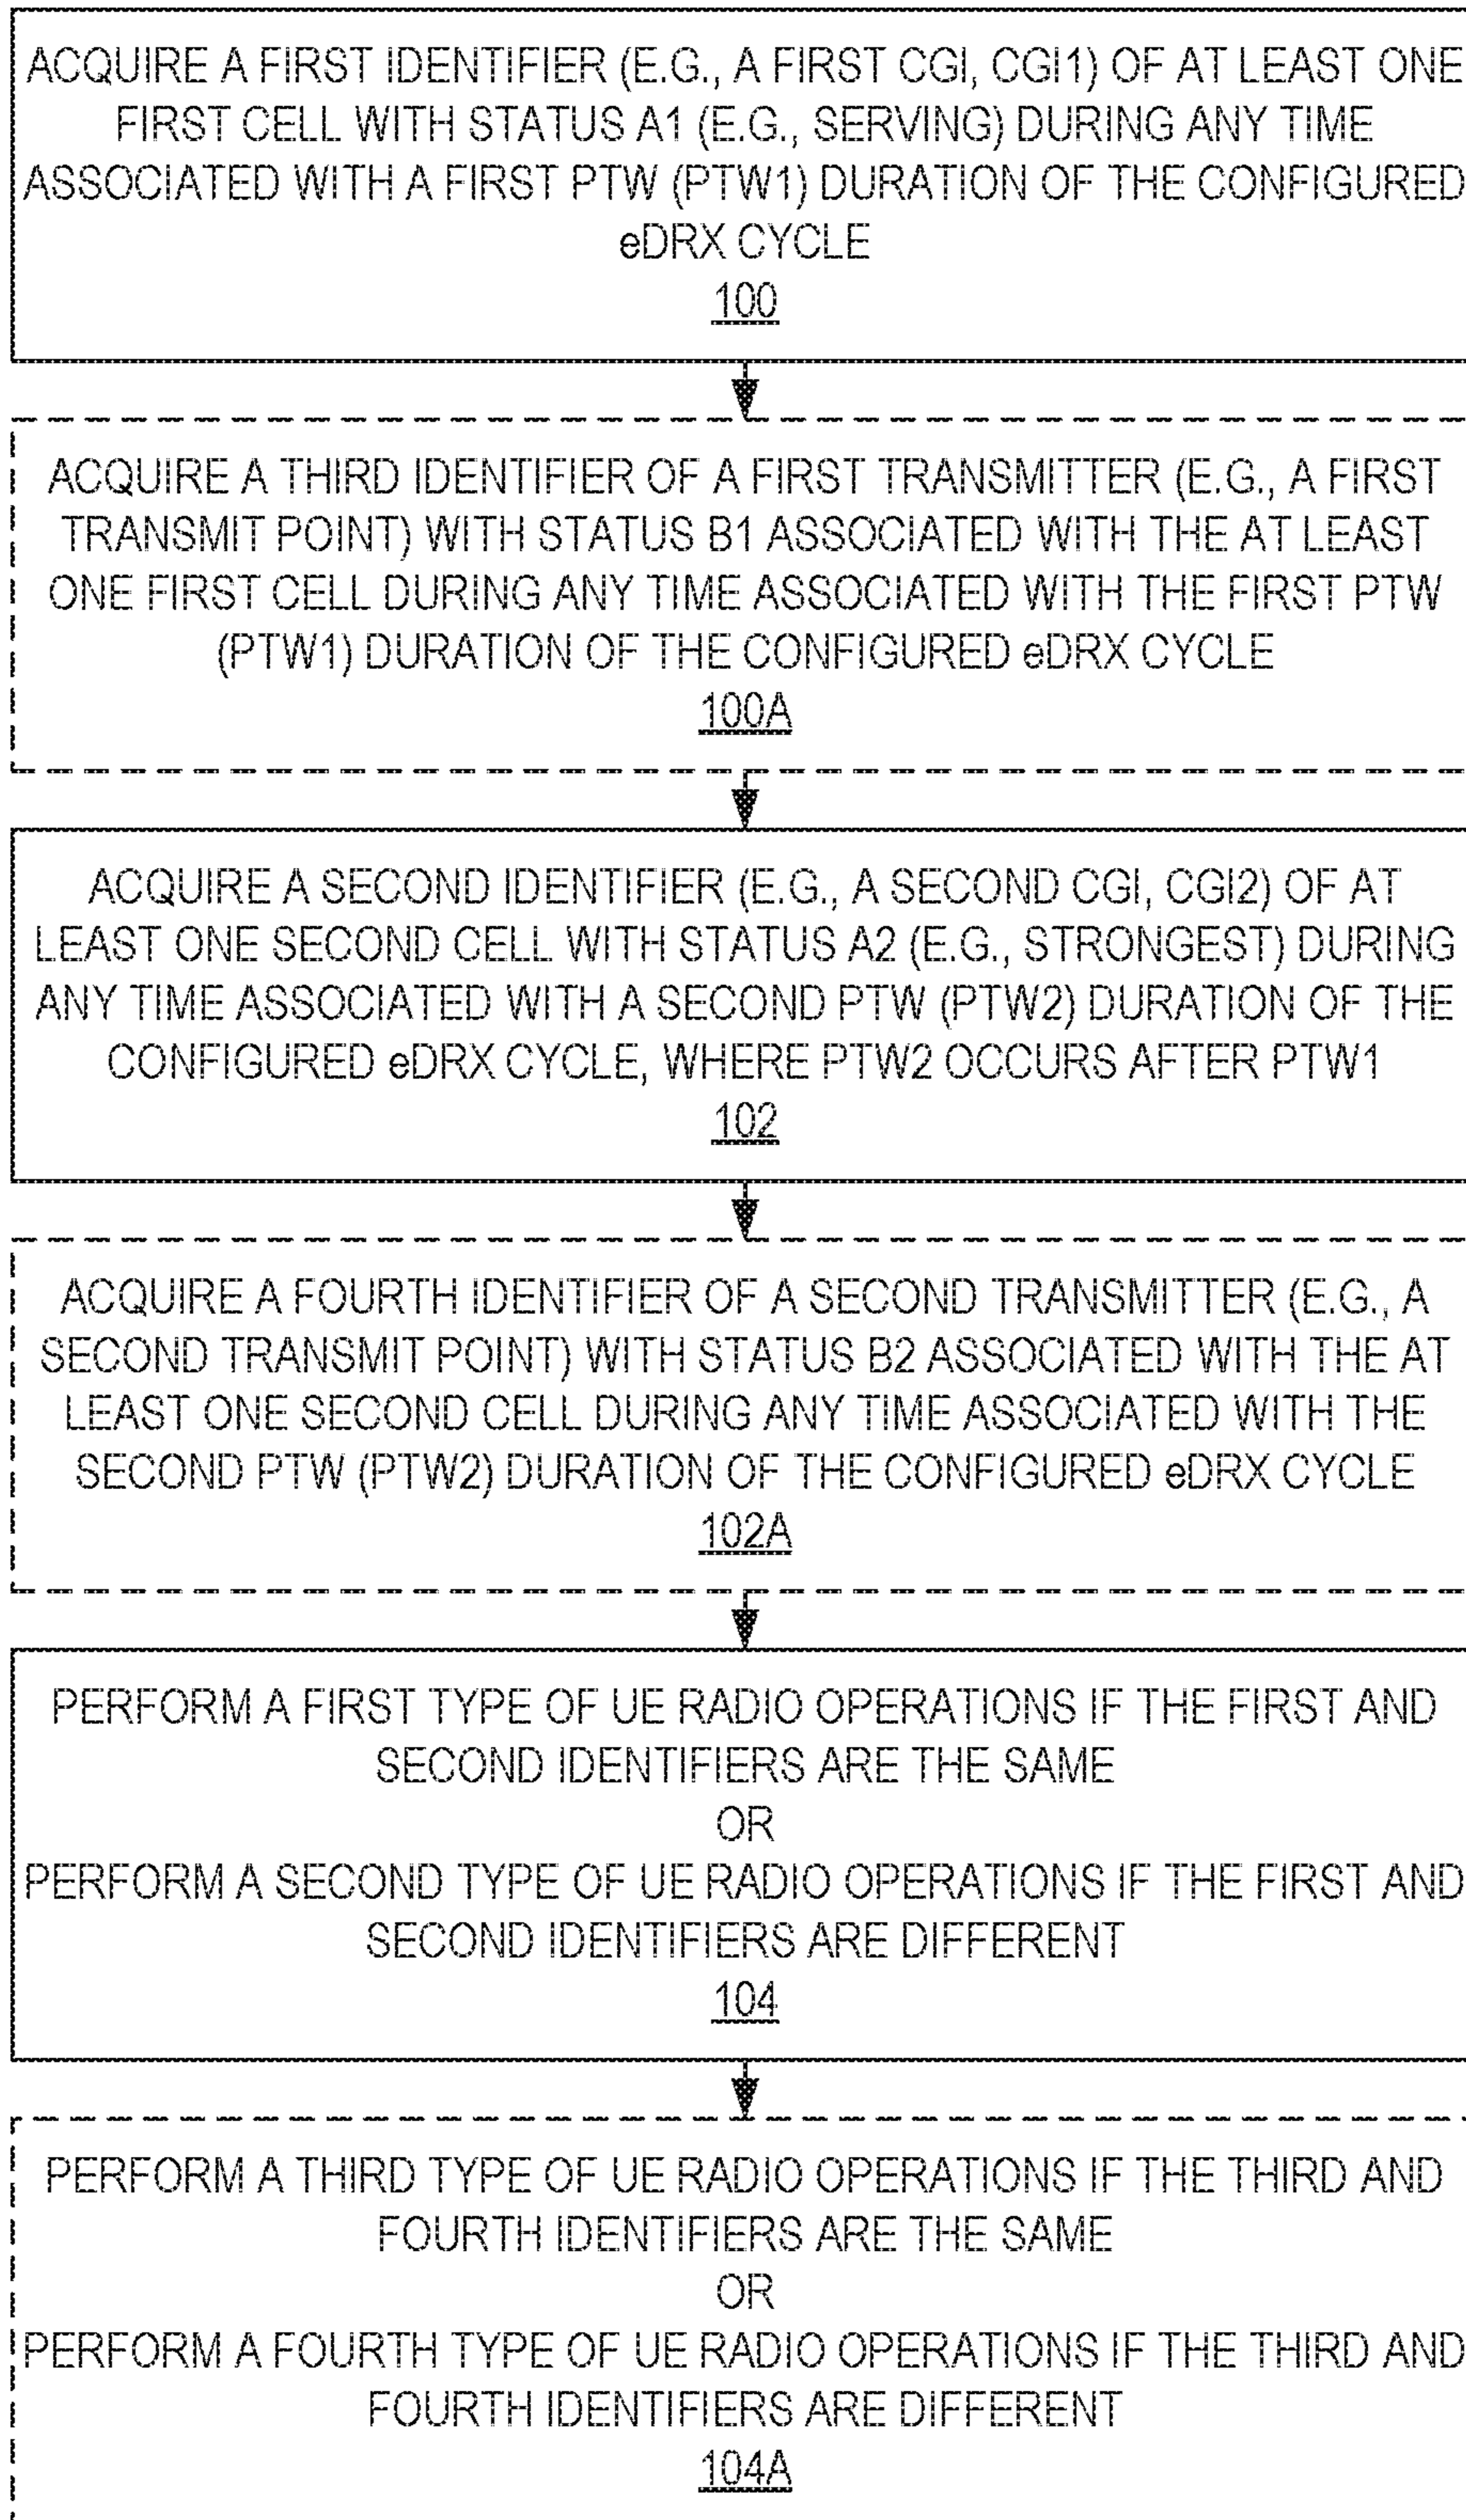 ACQUIRE A FIRST IDENTIFIER (E.G., A FIRST CGI, CGI1) OF AT LEAST ONE
FIRST CELL WITH STATUS A1 (E.G., SERVING) DURING ANY TIME
ASSOCIATED WITH A FIRST PTW (PTW1) DURATION OF THE CONFIGURED
eDRX CYCLE
100
ACQUIRE A THIRD IDENTIFIER OF A FIRST TRANSMITTER (E.G., A FIRST
TRANSMIT POINT) WITH STATUS B1 ASSOCIATED WITH THE AT LEAST
ONE FIRST CELL DURING ANY TIME ASSOCIATED WITH THE FIRST PTW
(PTW1) DURATION OF THE CONFIGURED eDRX CYCLE
100A
ACQUIRE A SECOND IDENTIFIER (E.G., A SECOND CGI, CGI2) OF AT
LEAST ONE SECOND CELL WITH STATUS A2 (E.G., STRONGEST) DURING
ANY TIME ASSOCIATED WITH A SECOND PTW (PTW2) DURATION OF THE
CONFIGURED eDRX CYCLE, WHERE PTW2 OCCURS AFTER PTW1
102
ACQUIRE A FOURTH IDENTIFIER OF A SECOND TRANSMITTER (E.G., A
SECOND TRANSMIT POINT) WITH STATUS B2 ASSOCIATED WITH THE AT
LEAST ONE SECOND CELL DURING ANY TIME ASSOCIATED WITH THE
SECOND PTW (PTW2) DURATION OF THE CONFIGURED eDRX CYCLE
102A
PERFORM A FIRST TYPE OF UE RADIO OPERATIONS IF THE FIRST AND
SECOND IDENTIFIERS ARE THE SAME
OR
PERFORM A SECOND TYPE OF UE RADIO OPERATIONS IF THE FIRST AND
SECOND IDENTIFIERS ARE DIFFERENT
104
PERFORM A THIRD TYPE OF UE RADIO OPERATIONS IF THE THIRD AND
FOURTH IDENTIFIERS ARE THE SAME
OR
PERFORM A FOURTH TYPE OF UE RADIO OPERATIONS IF THE THIRD AND
FOURTH IDENTIFIERS ARE DIFFERENT
104A